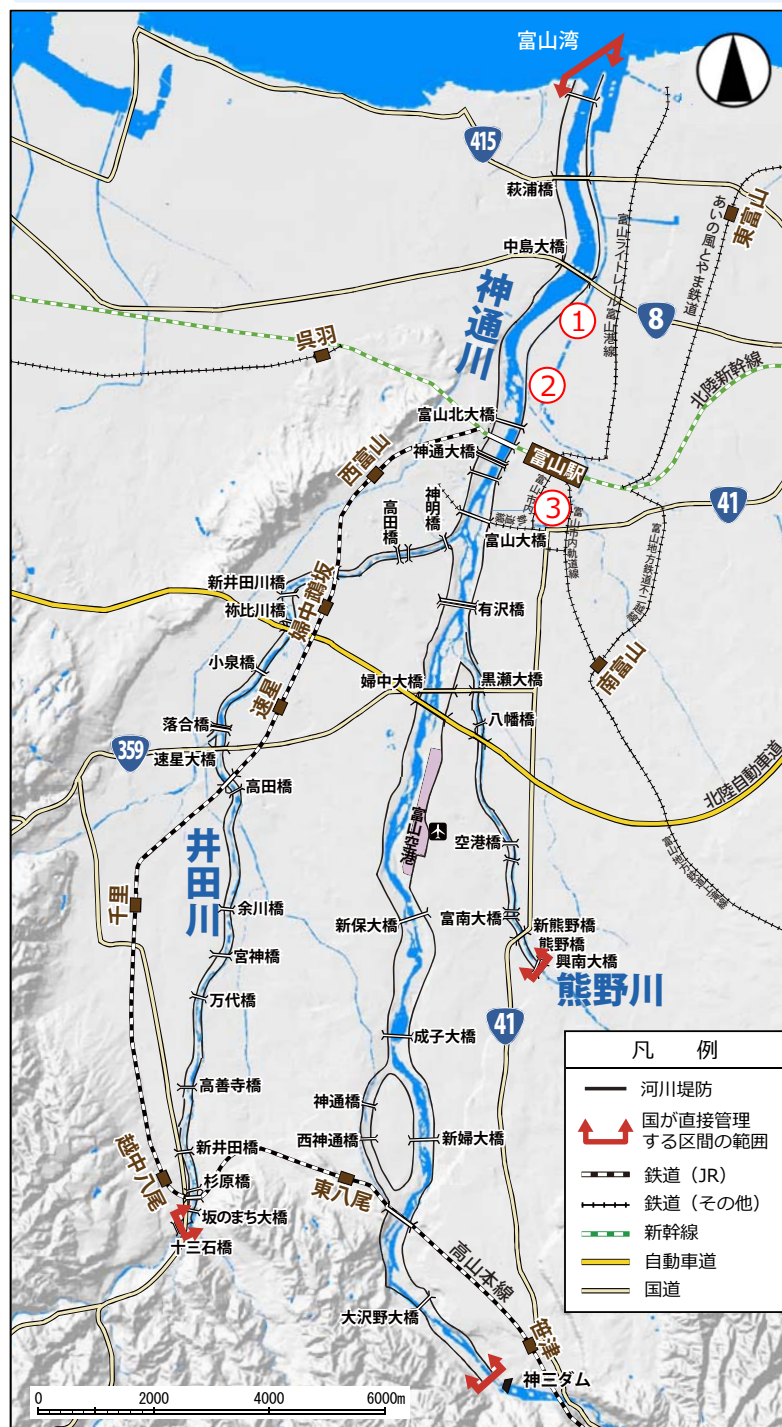 富山湾
415
萩浦橋
東富山
あいの風とやま鉄道
富山ライトレール富山港線
中島大橋
神通川
①
8
呉羽
②
北陸新幹線
富山北大橋
西富山
神通大橋
富山駅
41
高田橋
神明橋
富山市内
③
富山大橋
富山市内軌道線
富山地方鉄道不二越線
新井田川橋
婦中鵜坂
祢比川橋
有沢橋
小泉橋
南富山
速星
婦中大橋
黒瀬大橋
八幡橋
落合橋
359
速星大橋
高田橋
北陸自動車道
富山空港
空港橋
井田川
富山地方鉄道上滝線
千里
余川橋
新保大橋
富南大橋
新熊野橋
熊野橋
興南大橋
宮神橋
熊野川
万代橋
41
成子大橋
凡 例
河川堤防
国が直接管理
する区間の範囲
鉄道（JR）
鉄道（その他）
新幹線
自動車道
国道
高善寺橋
神通橋
西神通橋
新婦大橋
新井田橋
越中八尾
杉原橋
東八尾
坂のまち大橋
十三石橋
高山本線
大沢野大橋
笹津
神三ダム
0 2000 4000 6000m